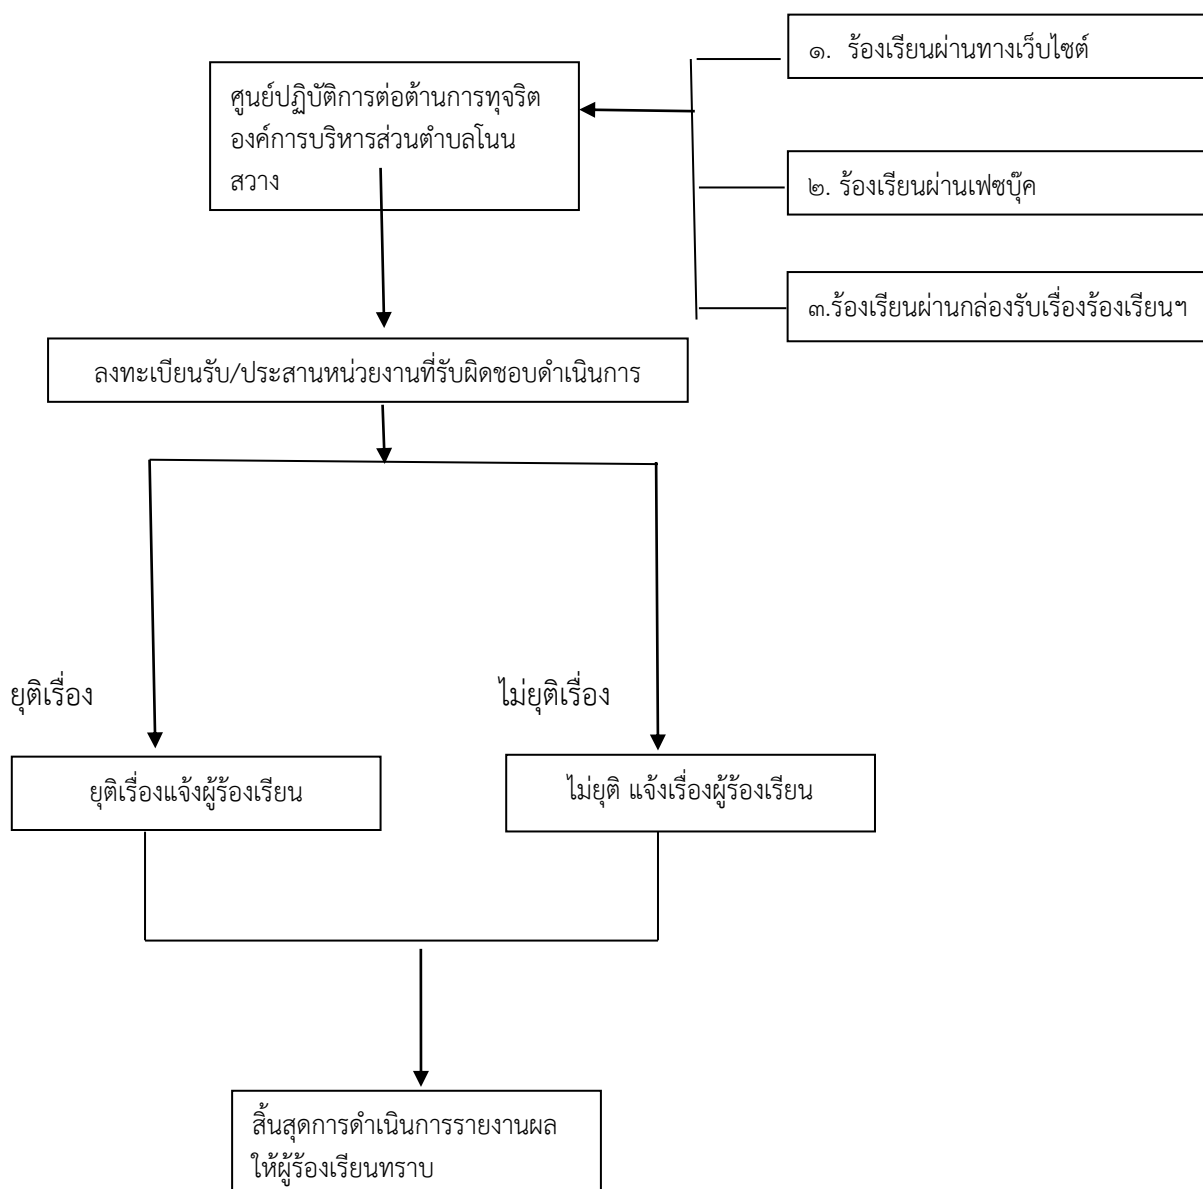 ๑. ร้องเรียนผ่านทางเว็บไซต์
ศูนย์ปฏิบัติการต่อต้านการทุจริต
องค์การบริหารส่วนตำบลโนน
สวาง
๒. ร้องเรียนผ่านเฟซบุ๊ค
๓.ร้องเรียนผ่านกล่องรับเรื่องร้องเรียนฯ
ลงทะเบียนรับ/ประสานหน่วยงานที่รับผิดชอบดำเนินการ
ยุติเรื่อง
ไม่ยุติเรื่อง
ยุติเรื่องแจ้งผู้ร้องเรียน
ไม่ยุติ แจ้งเรื่องผู้ร้องเรียน
สิ้นสุดการดำเนินการรายงานผล
ให้ผู้ร้องเรียนทราบ